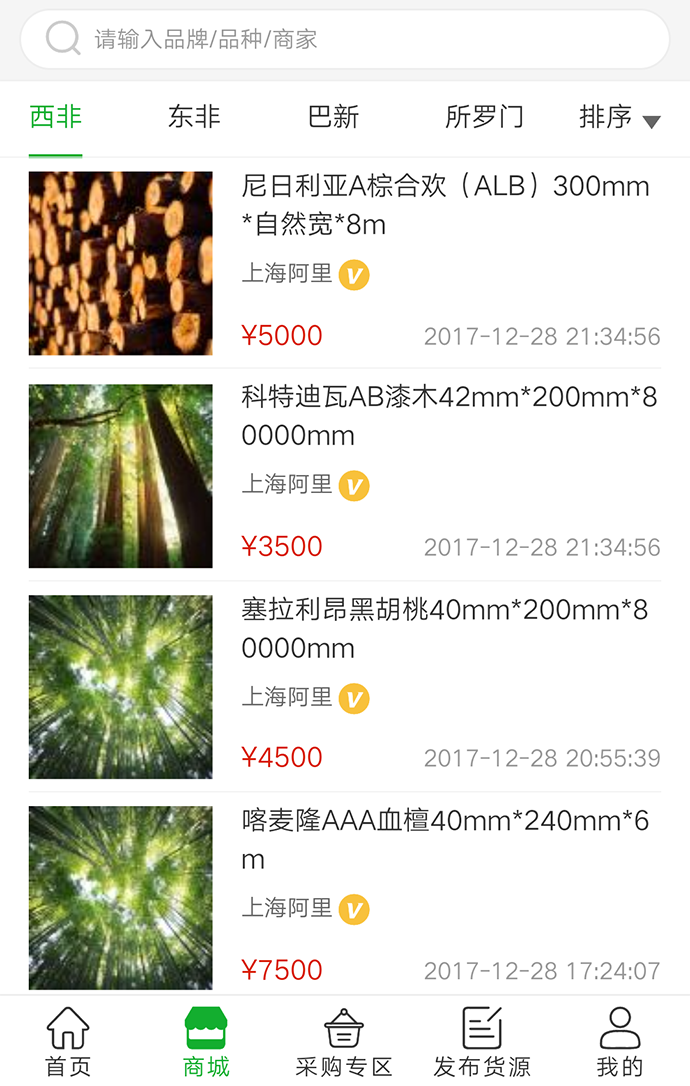 请输入品牌/品种/商家
西非 东非 巴新 所罗门 排序
尼日利亚A棕合欢（ALB）300mm
*自然宽*8m
上海阿里 V
¥5000 2017-12-28 21:34:56
科特迪瓦AB漆木42mm*200mm*8
0000mm
上海阿里 V
¥3500 2017-12-28 21:34:56
塞拉利昂黑胡桃40mm*200mm*8
0000mm
上海阿里 V
¥4500 2017-12-28 20:55:39
喀麦隆AAA血檀40mm*240mm*6
m
上海阿里 V
¥7500 2017-12-28 17:24:07
首页 商城 采购专区 发布货源 我的